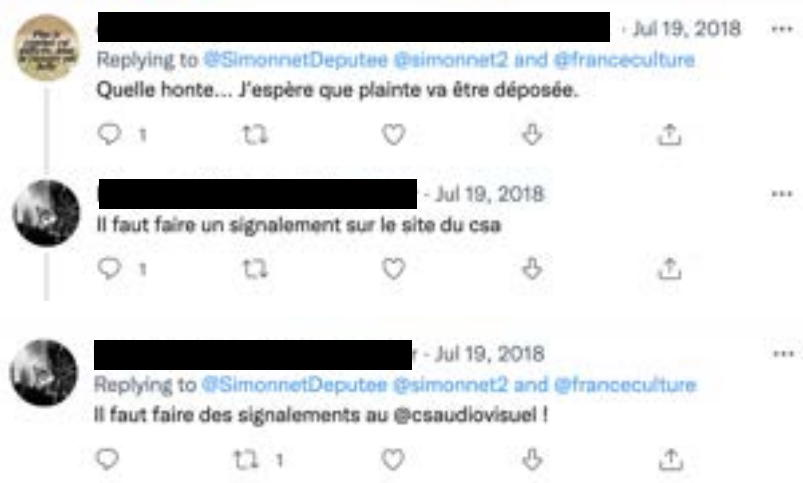 · Jul 19, 2018
Replying to @SimonnetDeputee @simonnet2 and @franceculture
Quelle honte... J'espère que plainte va être déposée.
1
- Jul 19, 2018
Il faut faire un signalement sur le site du csa
1
r - Jul 19, 2018
Replying to @SimonnetDeputee @simonnet2 and @franceculture
Il faut faire des signalements au @csaudiovisuel !
1